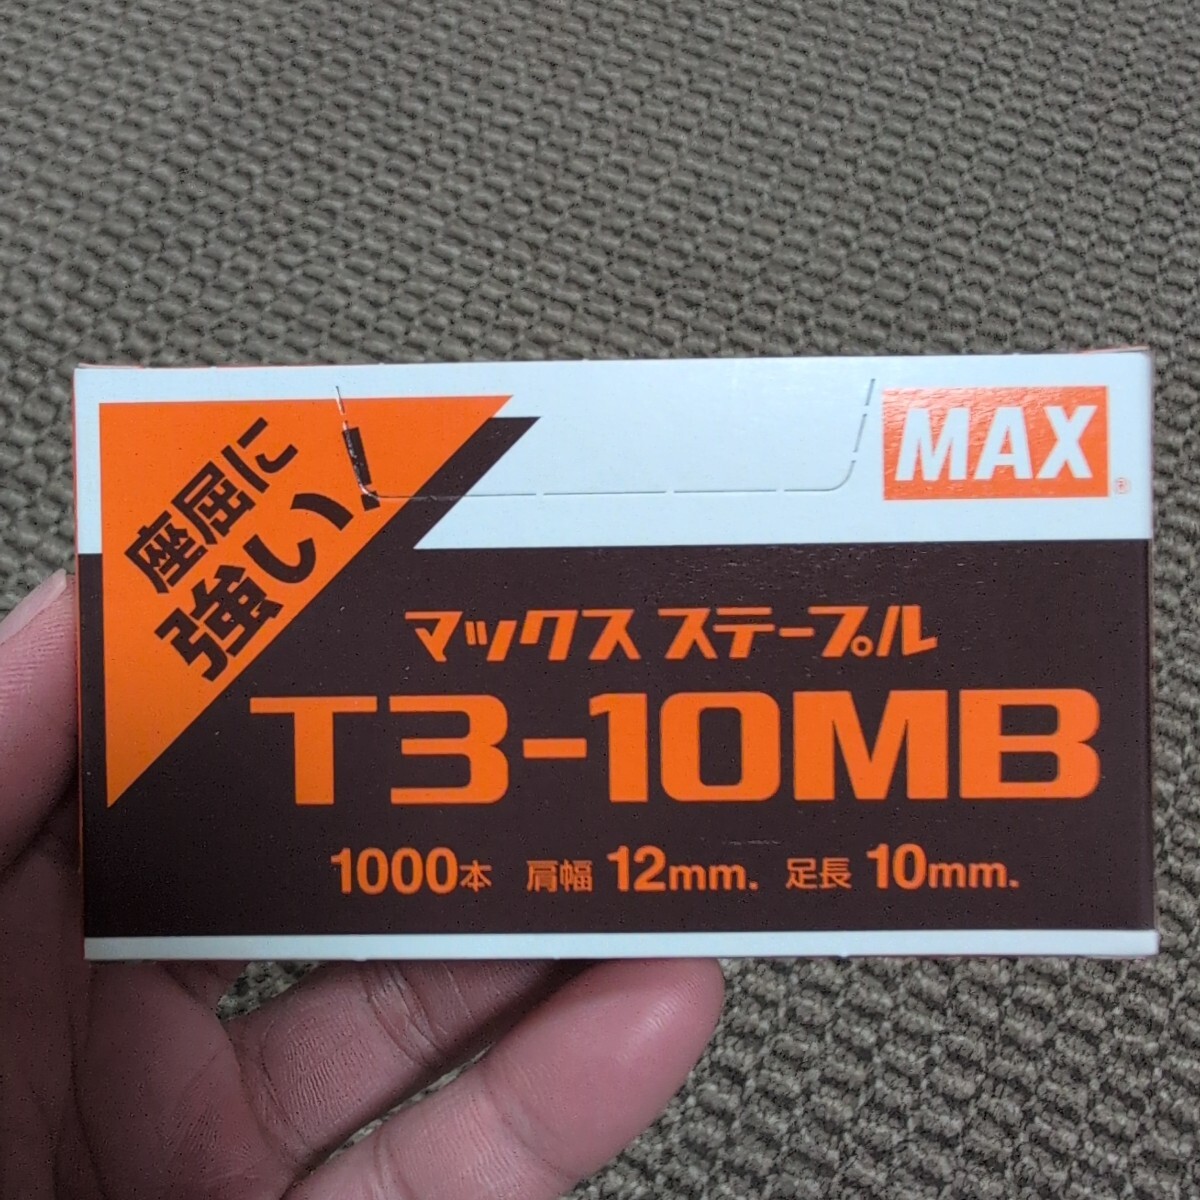 MAX
®
座屈に
強い!
マックス ステープル
T3-10MB
1000本 肩幅 12mm. 足長 10mm.